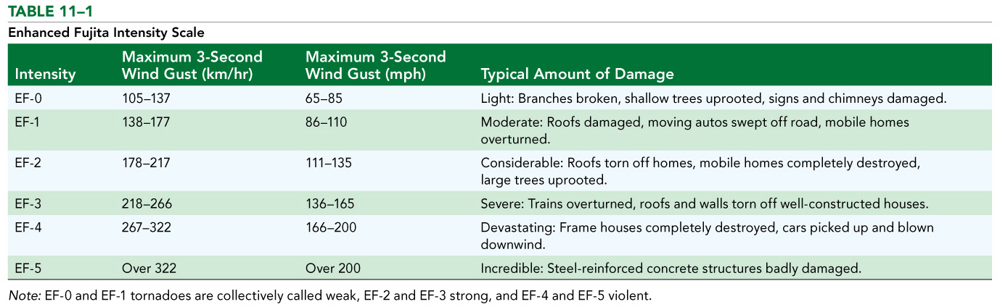 TABLE 11–1
Enhanced Fujita Intensity Scale
Intensity Maximum 3-Second Wind Gust (km/hr) Maximum 3-Second Wind Gust (mph) Typical Amount of Damage
EF-0 105–137 65–85 Light: Branches broken, shallow trees uprooted, signs and chimneys damaged.
EF-1 138–177 86–110 Moderate: Roofs damaged, moving autos swept off road, mobile homes
overturned.
EF-2 178–217 111–135 Considerable: Roofs torn off homes, mobile homes completely destroyed,
large trees uprooted.
EF-3 218–266 136–165 Severe: Trains overturned, roofs and walls torn off well-constructed houses.
EF-4 267–322 166–200 Devastating: Frame houses completely destroyed, cars picked up and blown
downwind.
EF-5 Over 322 Over 200 Incredible: Steel-reinforced concrete structures badly damaged.
Note: EF-0 and EF-1 tornadoes are collectively called weak, EF-2 and EF-3 strong, and EF-4 and EF-5 violent.